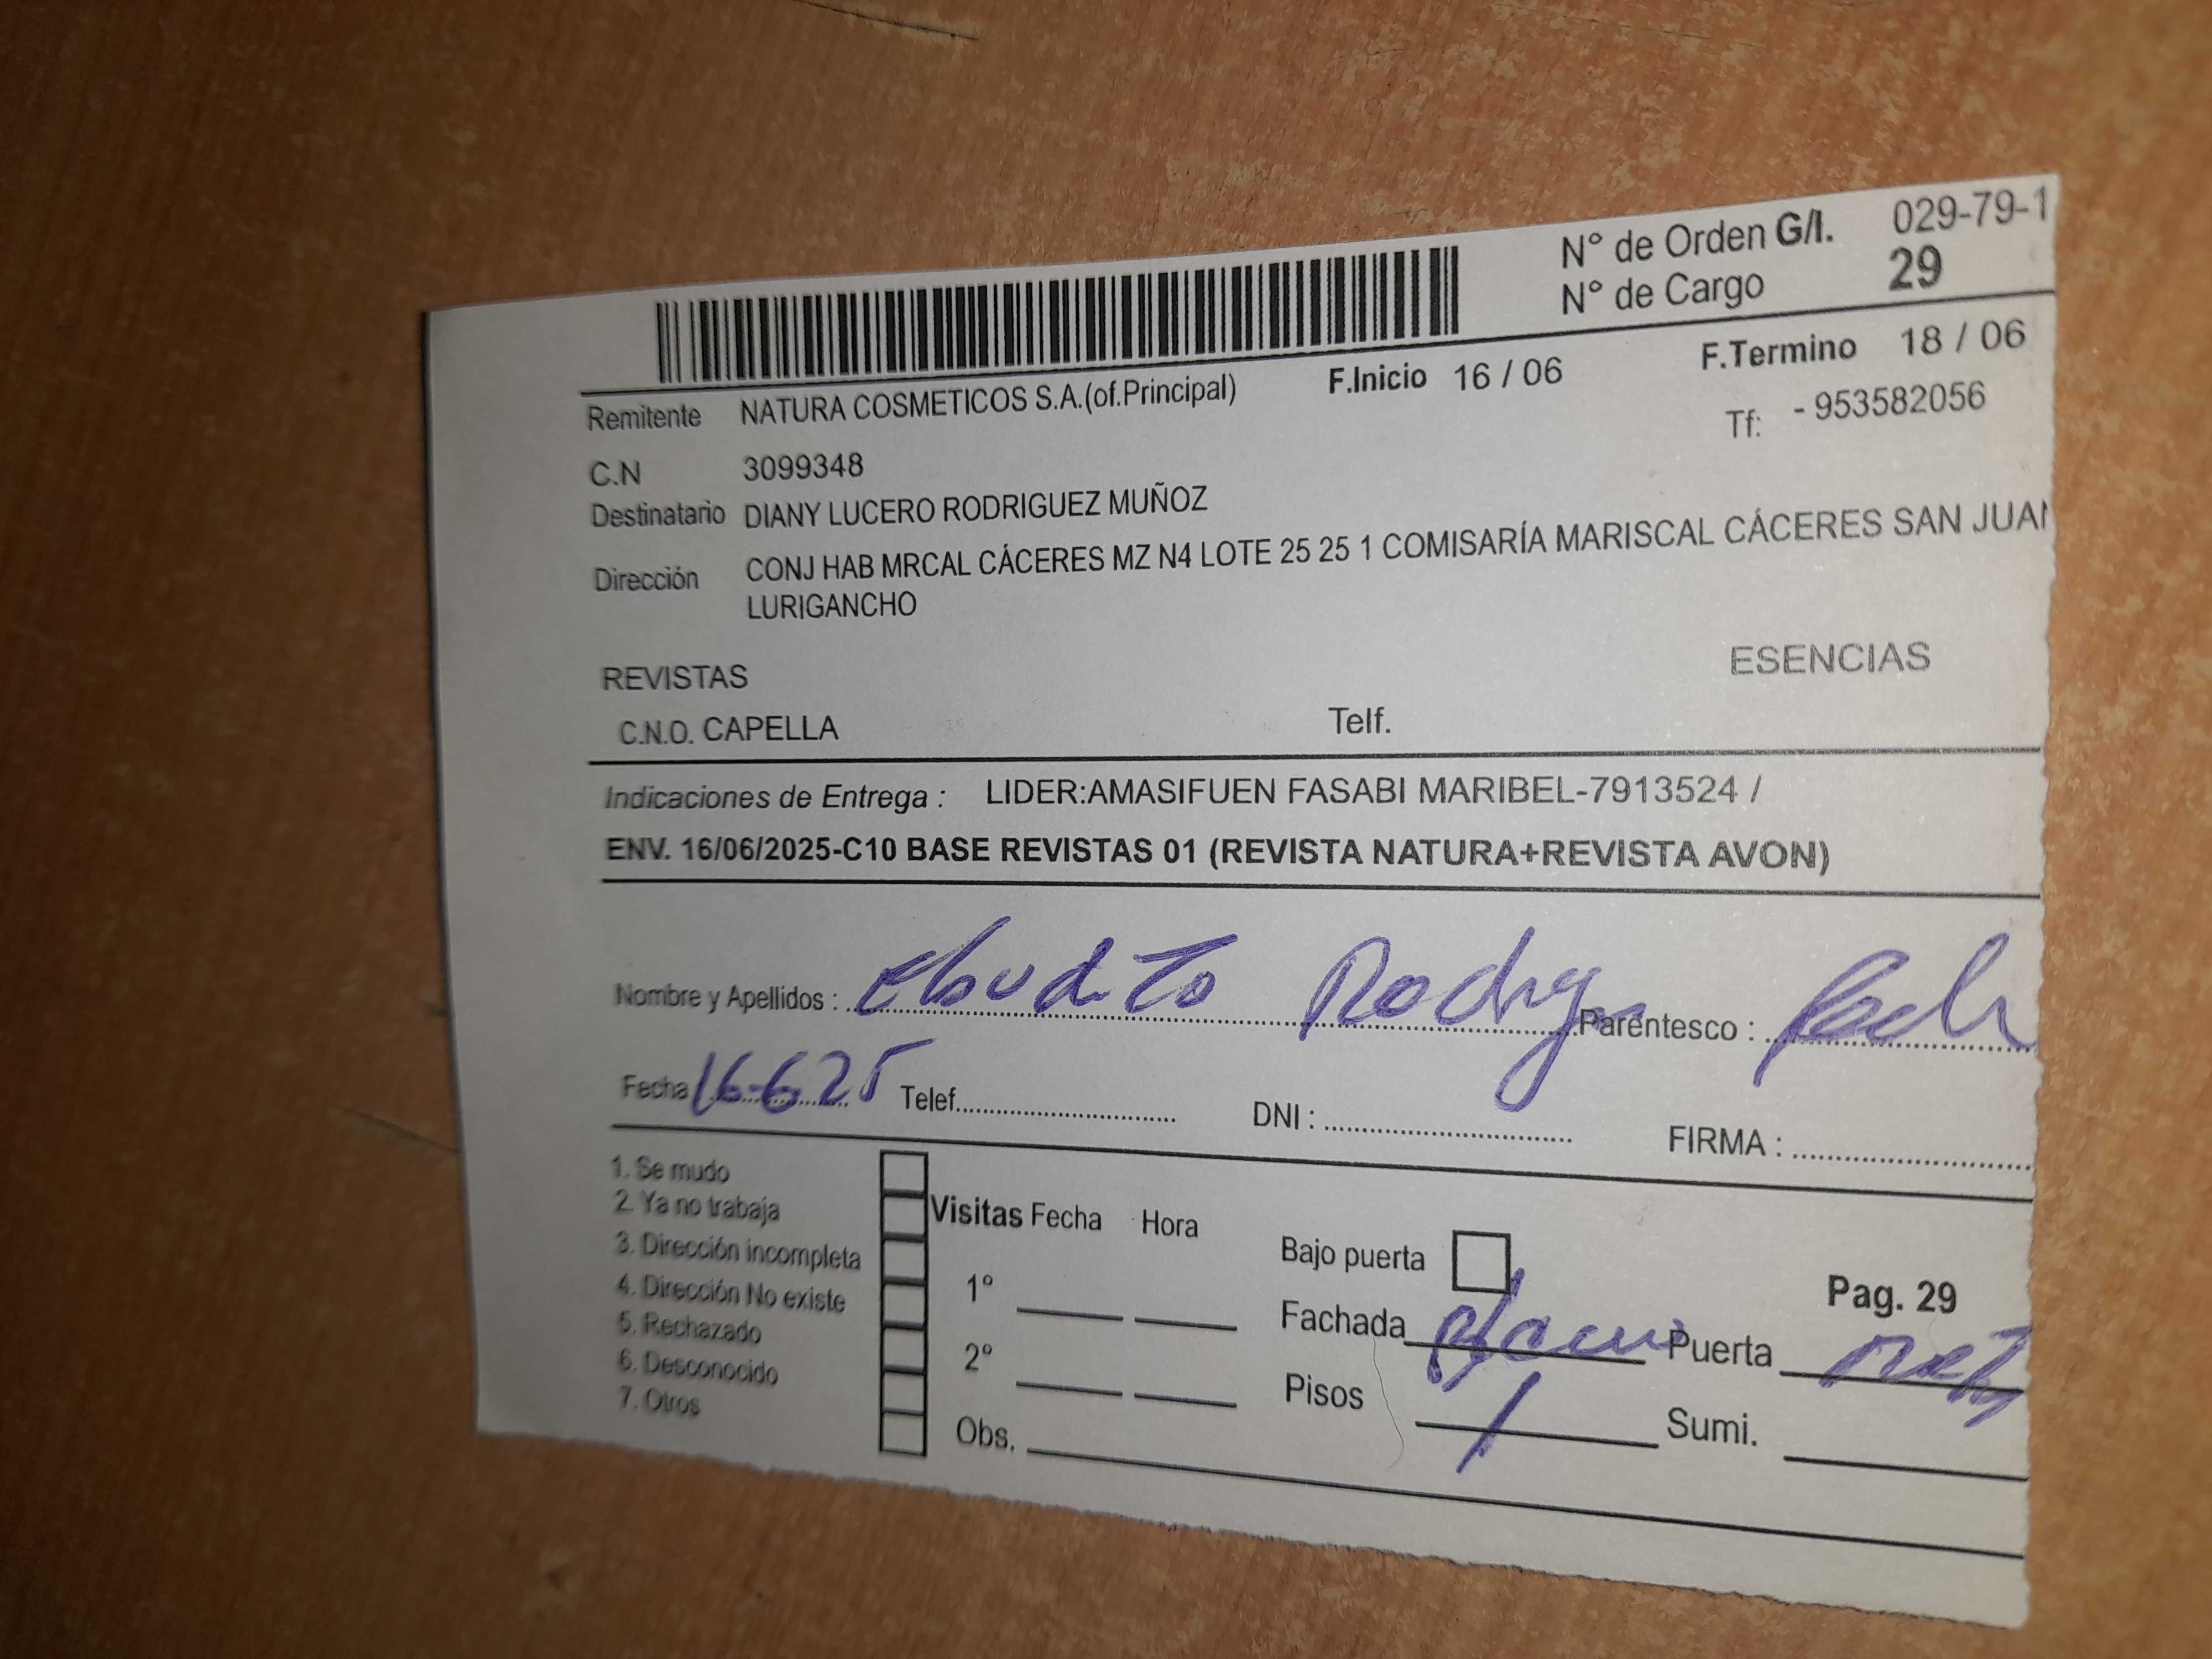 N° de Orden G/I. 029-79-1
N° de Cargo 29
Remitente NATURA COSMETICOS S.A.(of.Principal) F.Inicio 16 / 06 F.Termino 18 / 06
Tf: - 953582056
C.N 3099348
Destinatario DIANY LUCERO RODRIGUEZ MUÑOZ
Dirección CONJ HAB MRCAL CÁCERES MZ N4 LOTE 25 25 1 COMISARÍA MARISCAL CÁCERES SAN JUAN
LURIGANCHO
REVISTAS ESENCIAS
C.N.O. CAPELLA Telf.
Indicaciones de Entrega : LIDER:AMASIFUEN FASABI MARIBEL-7913524 /
ENV. 16/06/2025-C10 BASE REVISTAS 01 (REVISTA NATURA+REVISTA AVON)
Nombre y Apellidos : Parentesco :
Fecha 16-6-25 Telef. DNI : FIRMA :
1. Se mudo
2. Ya no trabaja
3. Dirección incompleta
4. Dirección No existe
5. Rechazado
6. Desconocido
7. Otros
Visitas Fecha Hora
1°
2°
Obs.
Bajo puerta
Pag. 29
Fachada Puerta
Pisos 1 Sumi.